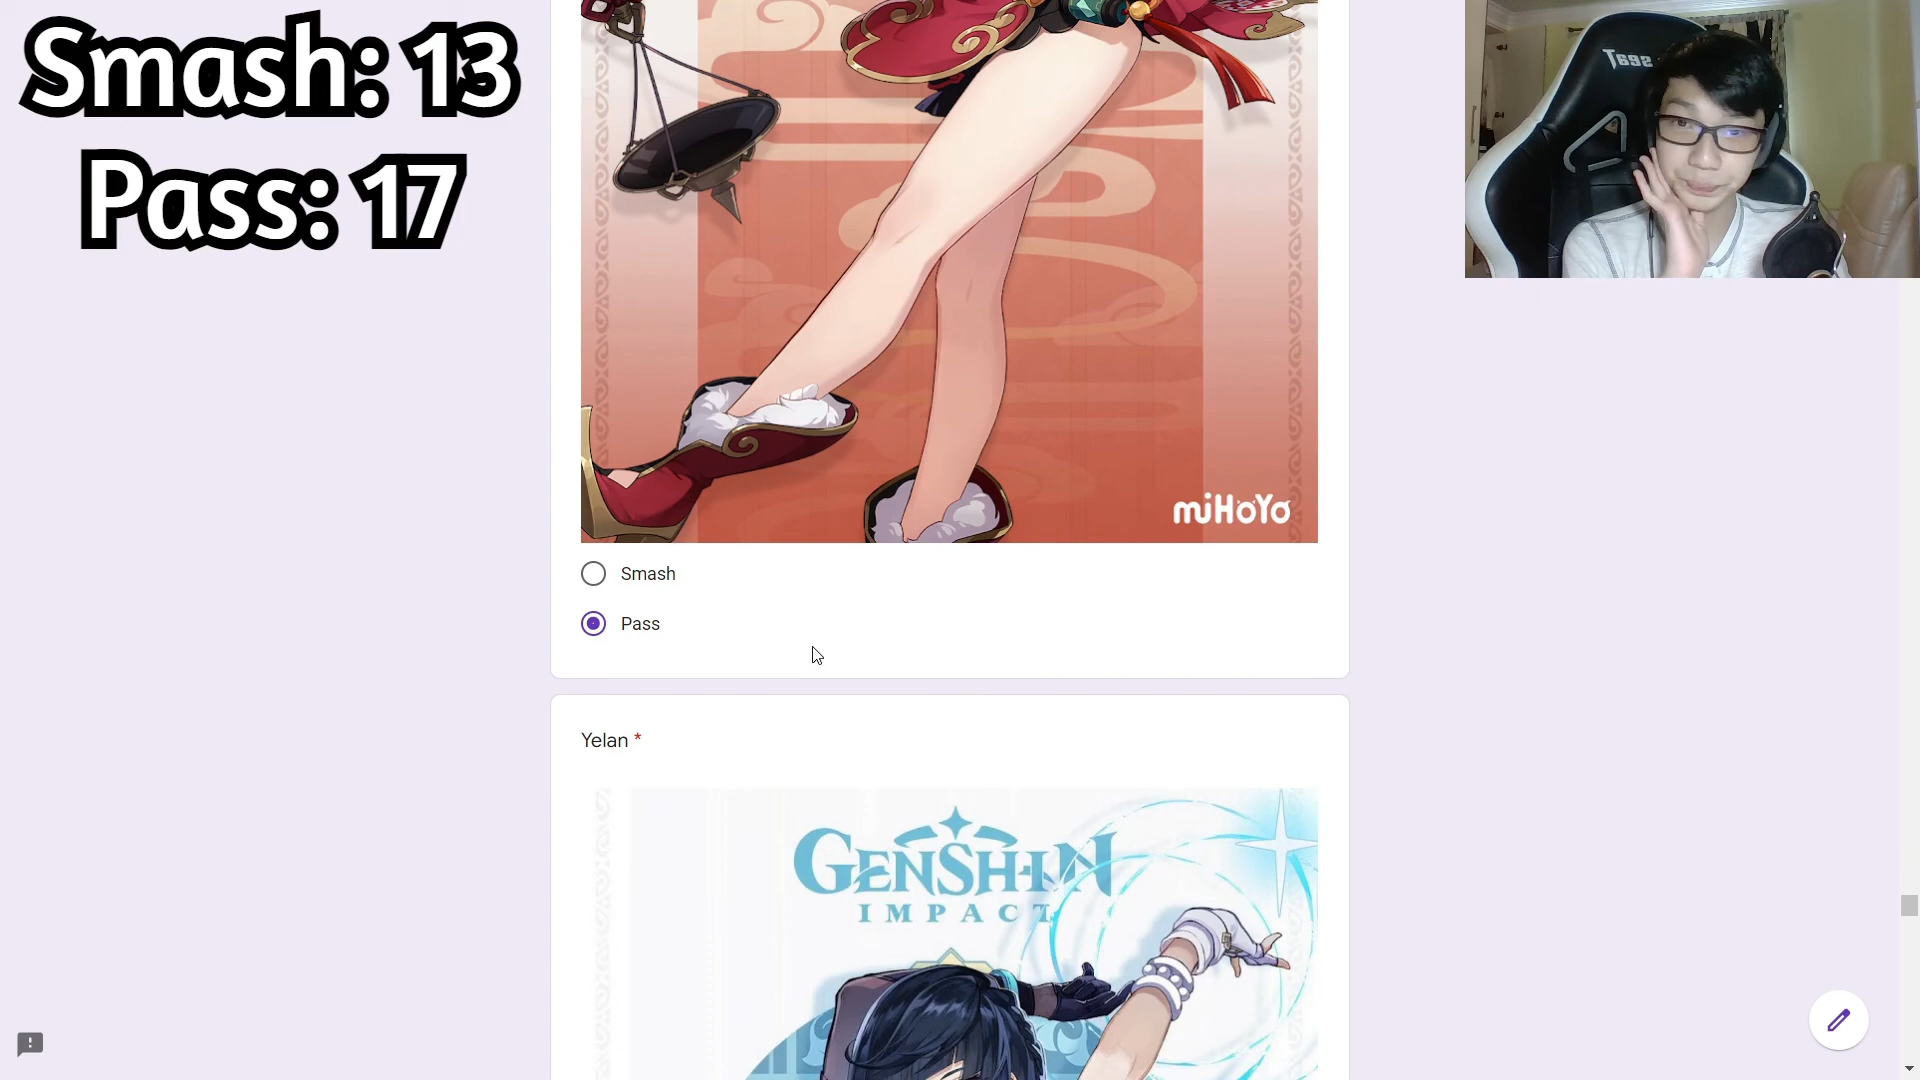 Smash: 13
Pass: 17
miHoYo
Smash
Pass
Yelan *
GENSHIN
IMPACT